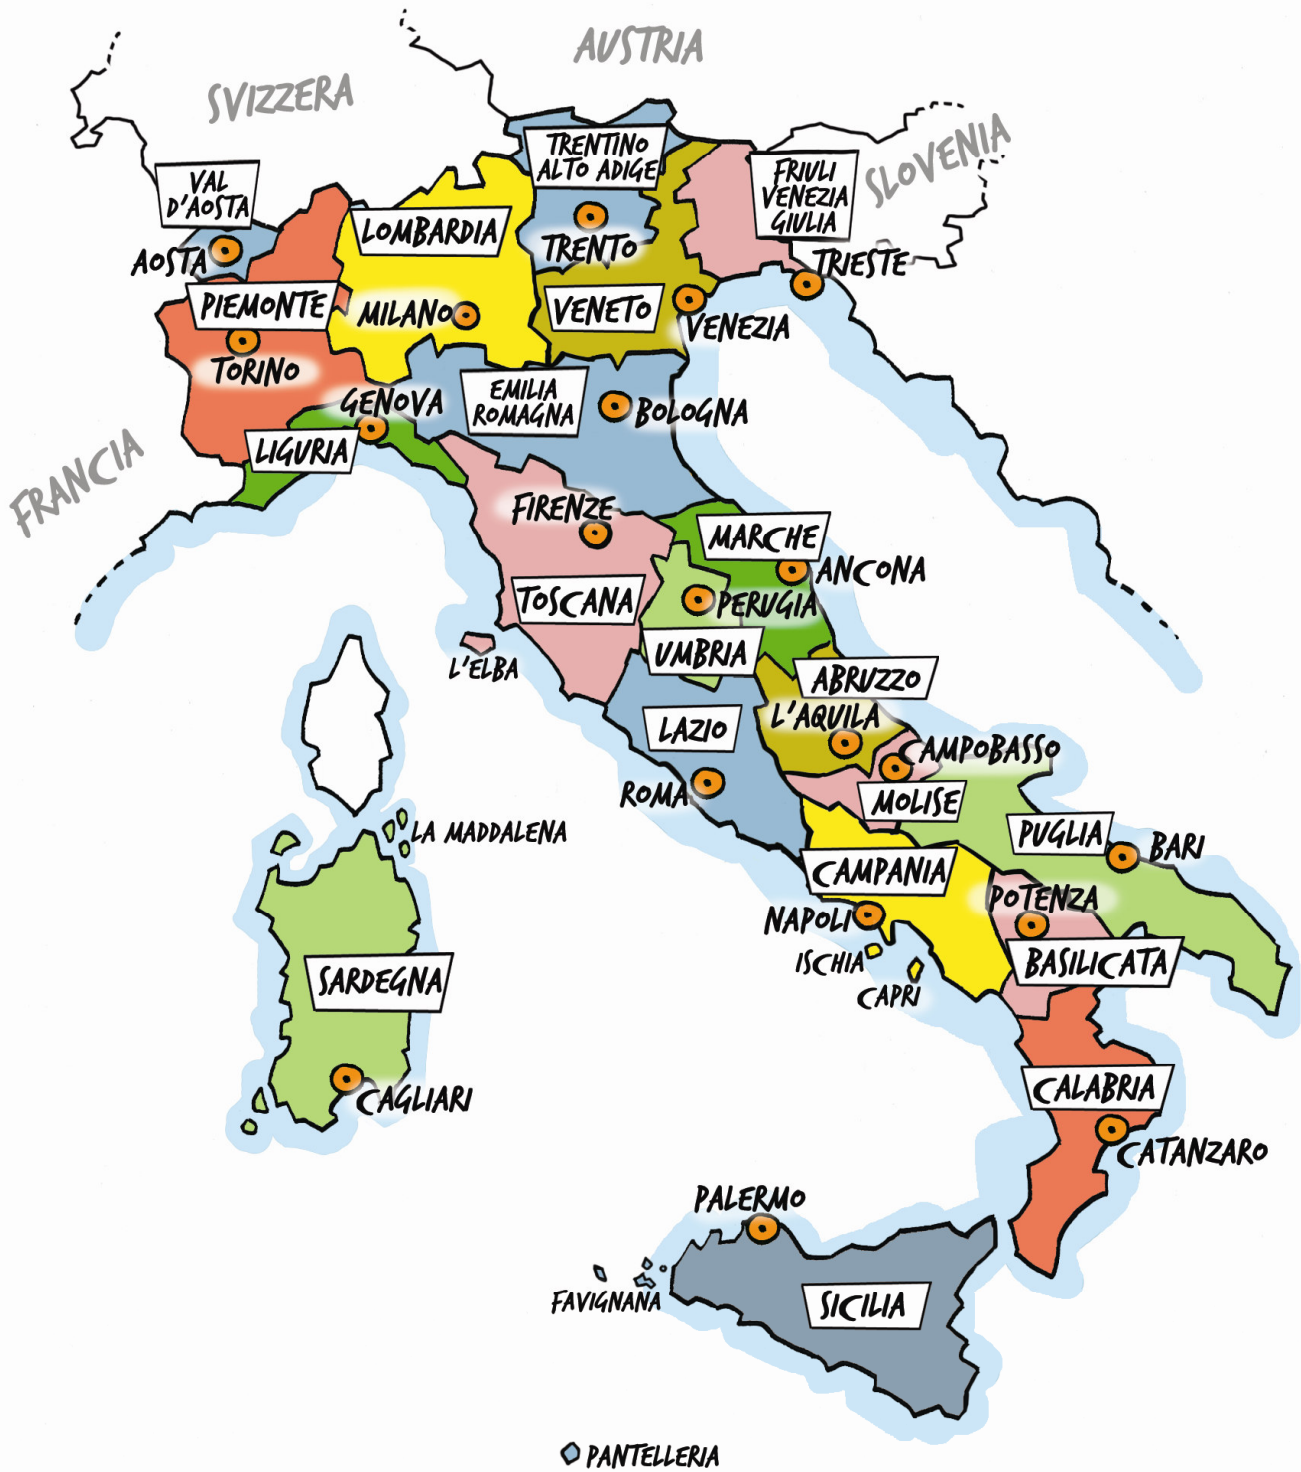 AUSTRIA
SVIZZERA
SLOVENIA
TRENTINO
ALTO ADIGE
FRIULI
VENEZIA
GIULIA
VAL
D'AOSTA
LOMBARDIA
TRENTO
AOSTA
TRIESTE
PIEMONTE
MILANO
VENETO
VENEZIA
TORINO
GENOVA
EMILIA
ROMAGNA
BOLOGNA
LIGURIA
FRANCIA
FIRENZE
MARCHE
ANCONA
TOSCANA
PERUGIA
UMBRIA
L'ELBA
ABRUZZO
L'AQUILA
LAZIO
CAMPOBASSO
ROMA
MOLISE
LA MADDALENA
PUGLIA
BARI
CAMPANIA
POTENZA
NAPOLI
ISCHIA
BASILICATA
CAPRI
SARDEGNA
CALABRIA
CAGLIARI
CATANZARO
PALERMO
FAVIGNANA
SICILIA
PANTELLERIA